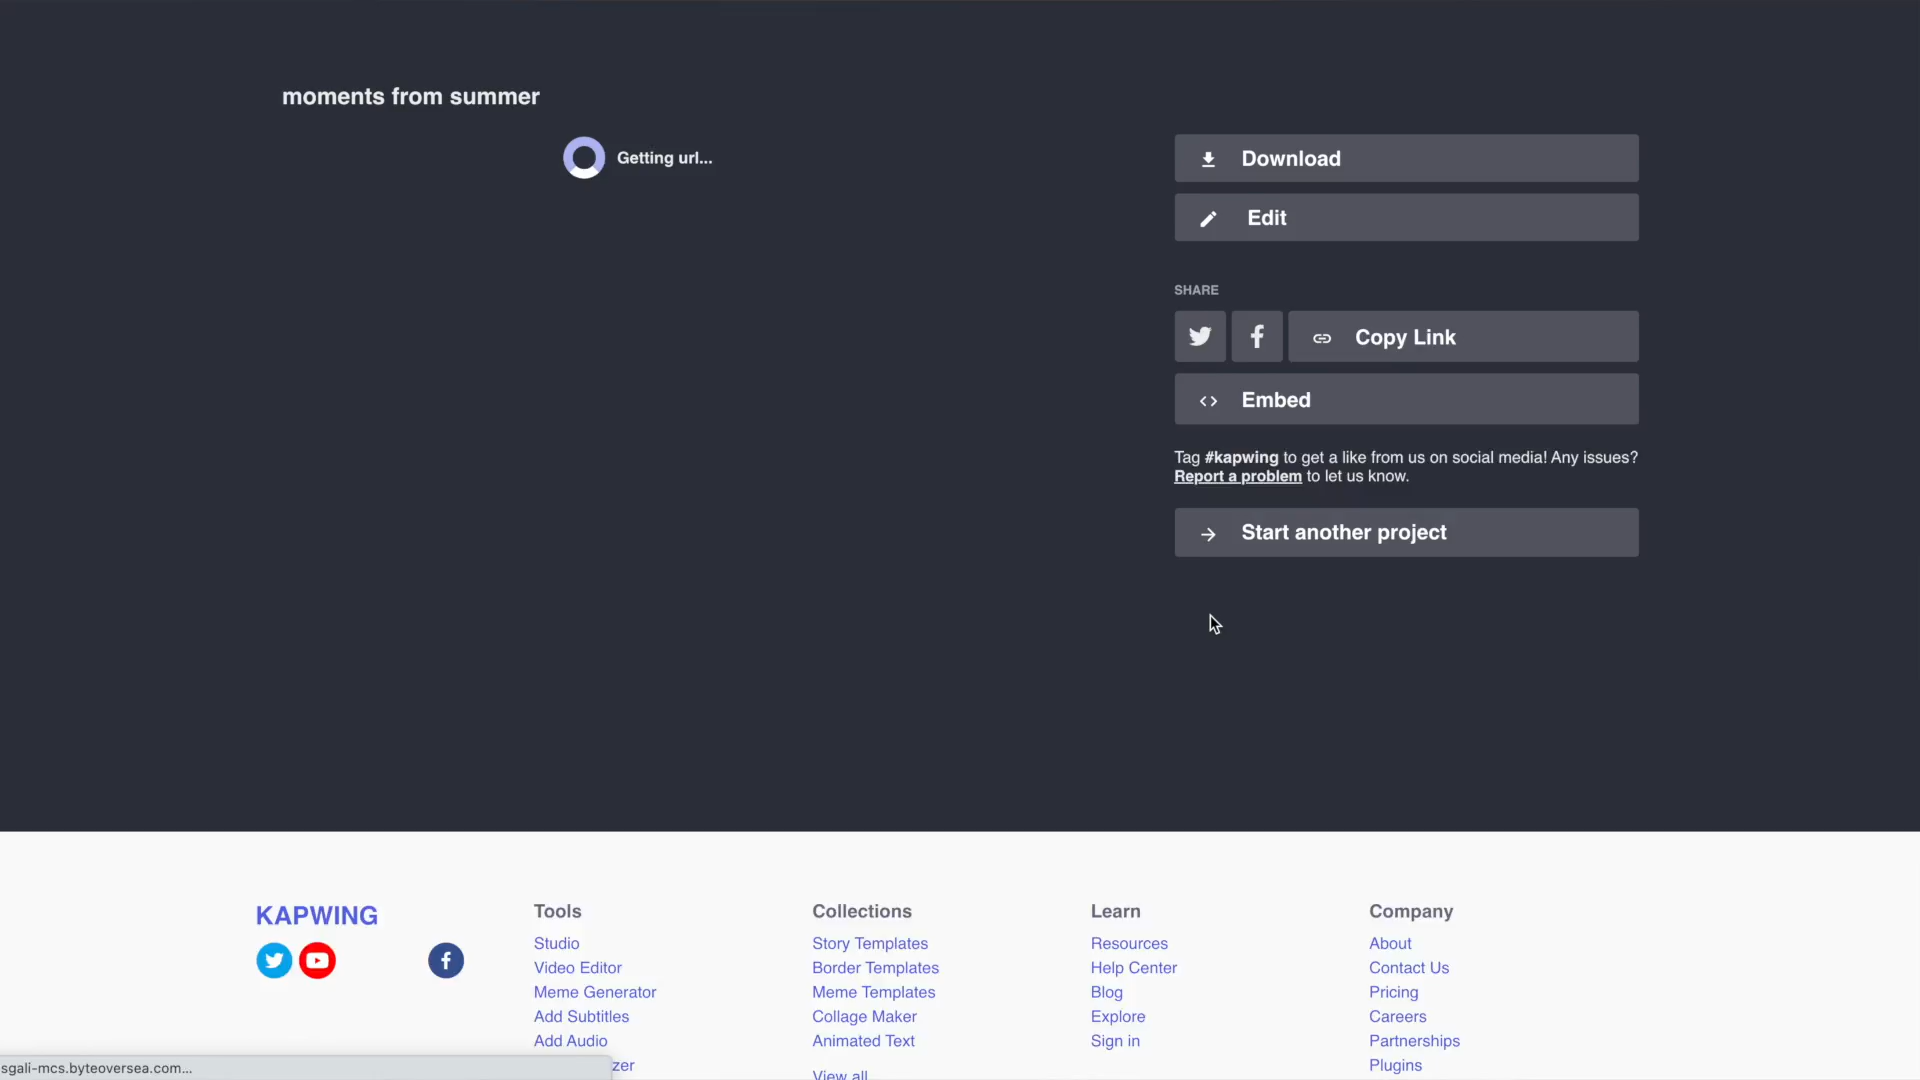 moments from summer
Getting url...
Download
Edit
SHARE
Copy Link
Embed
Tag #kapwing to get a like from us on social media! Any issues?
Report a problem to let us know.
Start another project
KAPWING
Tools
Studio
Video Editor
Meme Generator
Add Subtitles
Add Audio
zer
Collections
Story Templates
Border Templates
Meme Templates
Collage Maker
Animated Text
View all
Learn
Resources
Help Center
Blog
Explore
Sign in
Company
About
Contact Us
Pricing
Careers
Partnerships
Plugins
sgali-mcs.byteoversea.com...